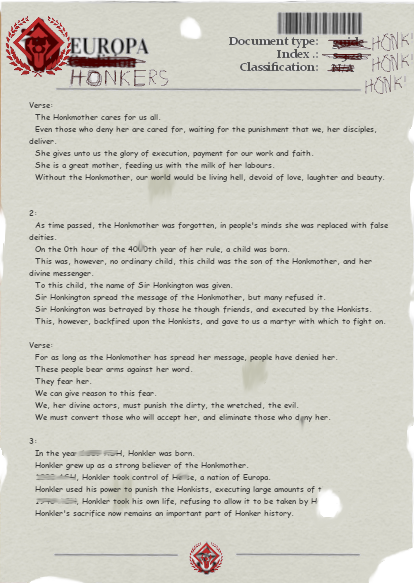 EUROPA
HONKERS
Document type: guide HONK!
Index .: HONK!
Classification: N/A HONK!
Verse:
The Honkmother cares for us all.
Even those who deny her are cared for, waiting for the punishment that we, her disciples,
deliver.
She gives unto us the glory of execution, payment for our work and faith.
She is a great mother, feeding us with the milk of her labours.
Without the Honkmother, our world would be living hell, devoid of love, laughter and beauty.
2:
As time passed, the Honkmother was forgotten, in people's minds she was replaced with false
deities.
On the 0th hour of the 4000th year of her rule, a child was born.
This was, however, no ordinary child, this child was the son of the Honkmother, and her
divine messenger.
To this child, the name of Sir Honkington was given.
Sir Honkington spread the message of the Honkmother, but many refused it.
Sir Honkington was betrayed by those he though friends, and executed by the Honkists.
This, however, backfired upon the Honkists, and gave to us a martyr with which to fight on.
Verse:
For as long as the Honkmother has spread her message, people have denied her.
These people bear arms against her word.
They fear her.
We can give reason to this fear.
We, her divine actors, must punish the dirty, the wretched, the evil.
We must convert those who will accept her, and eliminate those who deny her.
3:
In the year Honkler was born.
Honkler grew up as a strong believer of the Honkmother.
Honkler took control of a nation of Europa.
Honkler used his power to punish the Honkists, executing large amounts of
Honkler took his own life, refusing to allow it to be taken by H
Honkler's sacrifice now remains an important part of Honker history.